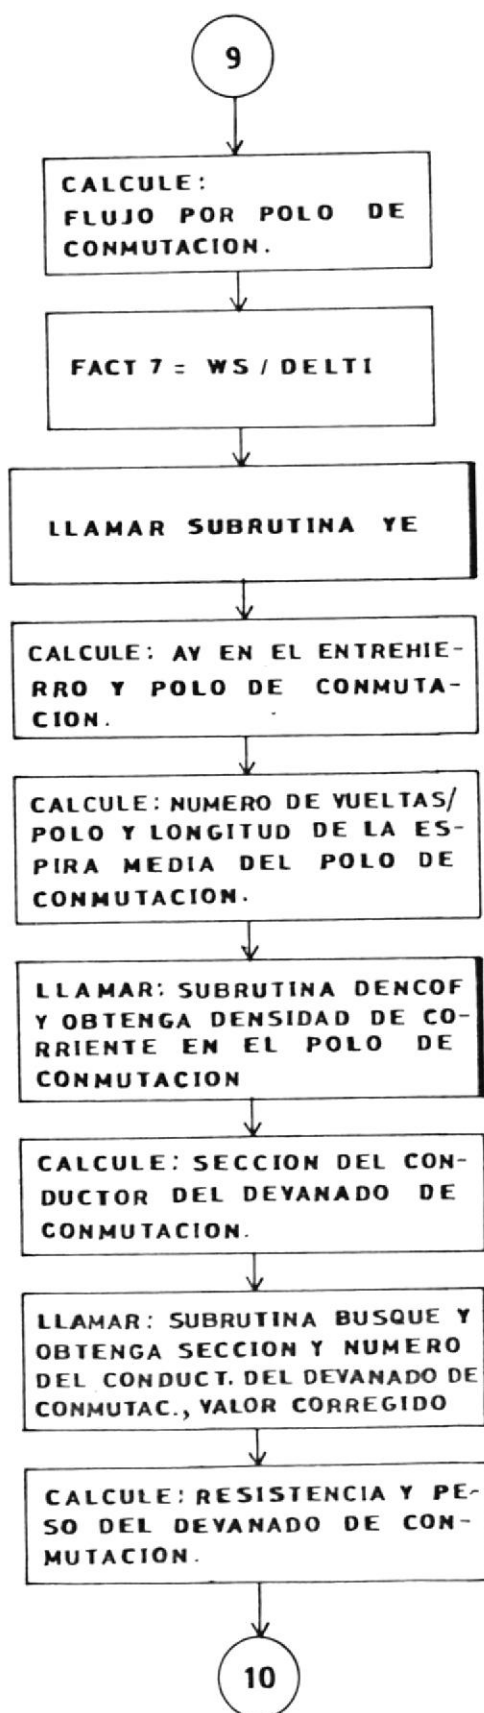 9
CALCULE:
FLUJO POR POLO DE
CONMUTACION.
FACT 7 = WS / DELTI
LLAMAR SUBRUTINA YE
CALCULE: AV EN EL ENTREHIE-
RRO Y POLO DE CONMUTA-
CION.
CALCULE: NUMERO DE VUELTAS/
POLO Y LONGITUD DE LA ES-
PIRA MEDIA DEL POLO DE
CONMUTACION.
LLAMAR: SUBRUTINA DENCOF
Y OBTENGA DENSIDAD DE CO-
RRIENTE EN EL POLO DE
CONMUTACION
CALCULE: SECCION DEL CON-
DUCTOR DEL DEVANADO DE
CONMUTACION.
LLAMAR: SUBRUTINA BUSQUE Y
OBTENGA SECCION Y NUMERO
DEL CONDUCT. DEL DEVANADO DE
CONMUTAC., VALOR CORREGIDO
CALCULE: RESISTENCIA Y PE-
SO DEL DEVANADO DE CON-
MUTACION.
10